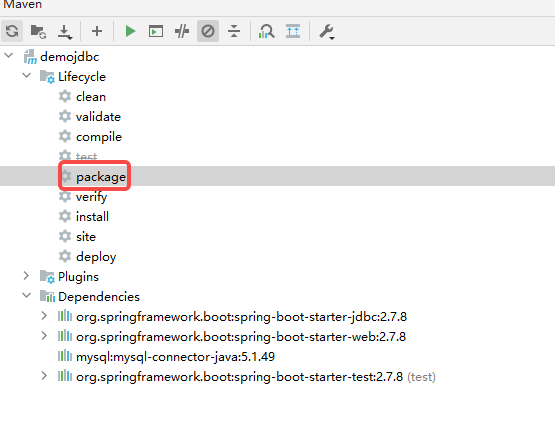 Maven
demojdbc
Lifecycle
clean
validate
compile
test
package
verify
install
site
deploy
Plugins
Dependencies
org.springframework.boot:spring-boot-starter-jdbc:2.7.8
org.springframework.boot:spring-boot-starter-web:2.7.8
mysql:mysql-connector-java:5.1.49
org.springframework.boot:spring-boot-starter-test:2.7.8 (test)